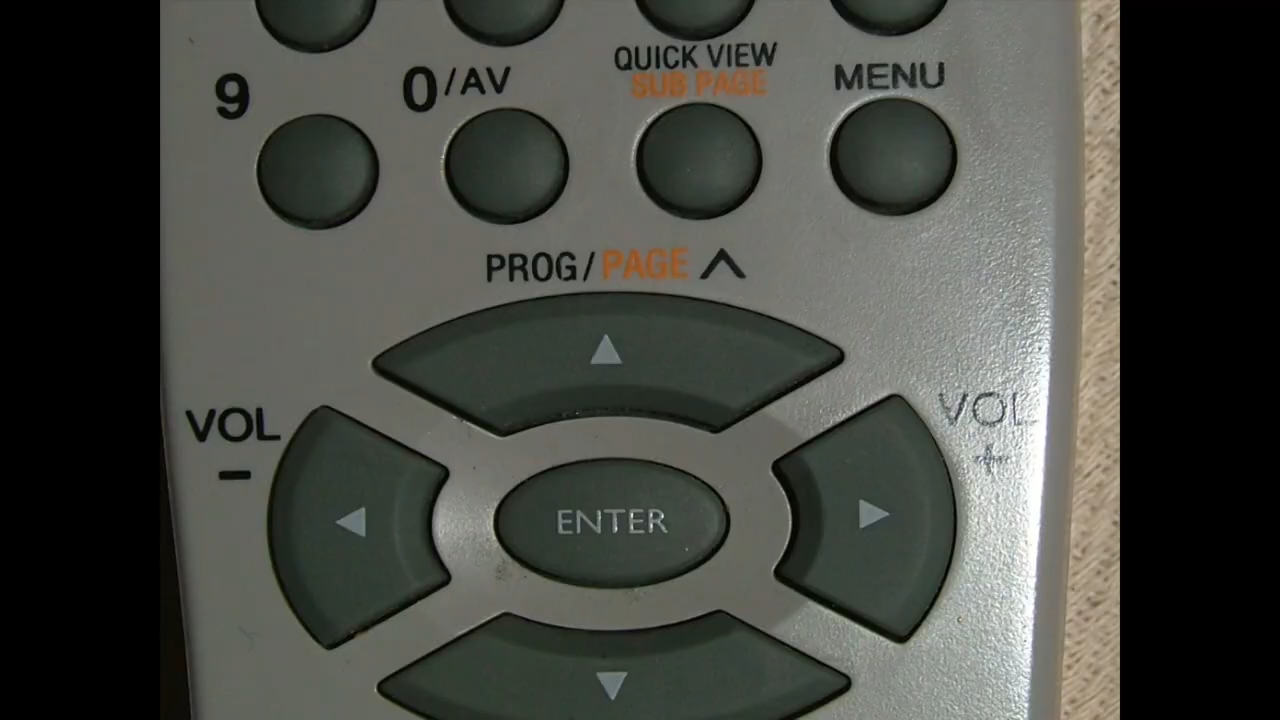 QUICK VIEW
SUB PAGE
9
0/AV
MENU
PROG/PAGE
VOL
-
VOL
+
ENTER